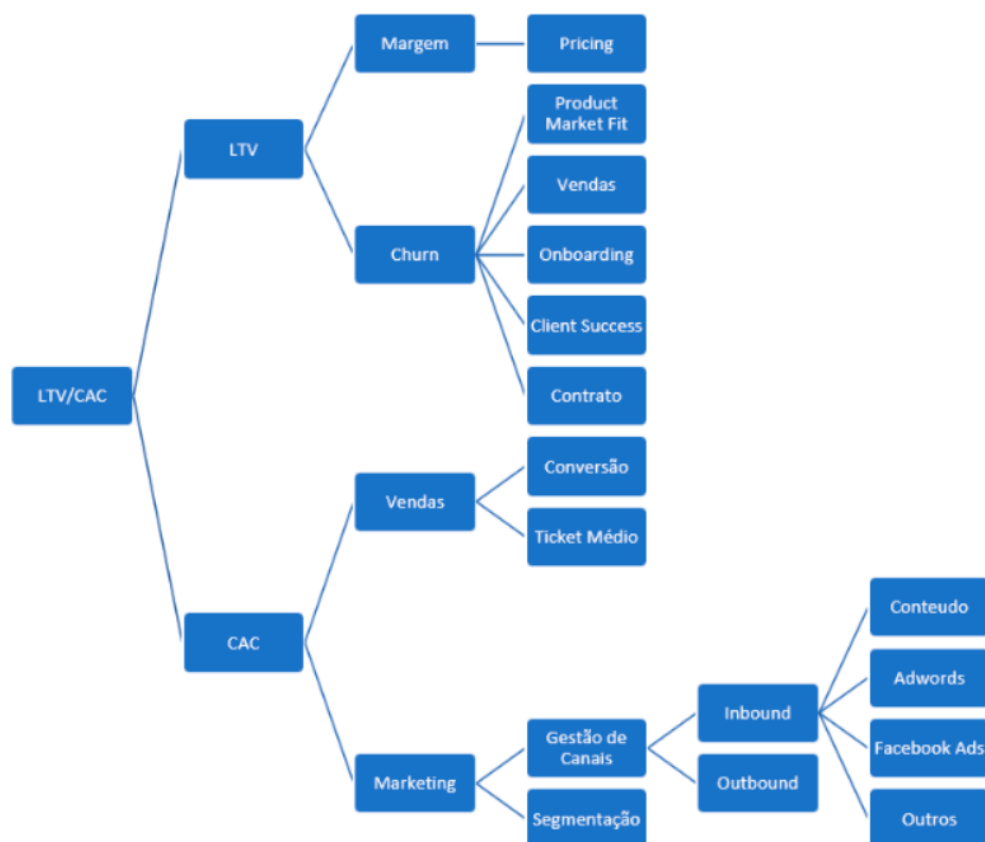 Margem
Pricing
Product
Market Fit
LTV
Vendas
Churn
Onboarding
Client Success
LTV/CAC
Contrato
Conversão
Vendas
Ticket Médio
Conteudo
CAC
Adwords
Inbound
Gestão de
Canais
Facebook Ads
Marketing
Outbound
Segmentação
Outros